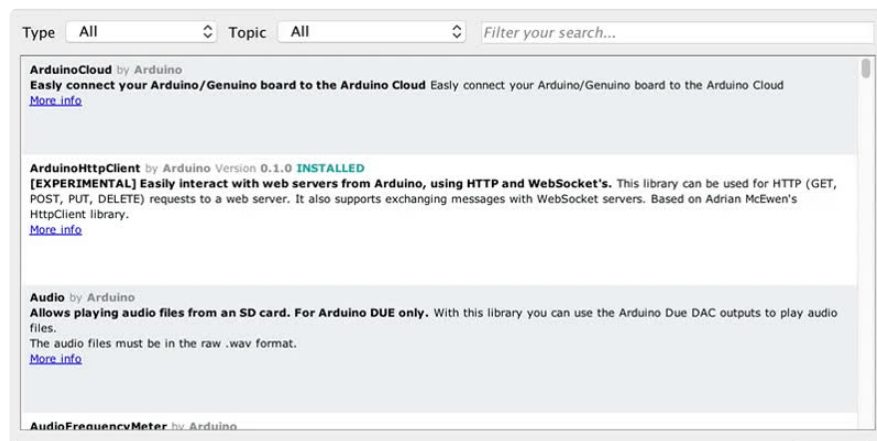 Type All Topic All Filter your search...
ArduinoCloud by Arduino
Easly connect your Arduino/Genuino board to the Arduino Cloud Easly connect your Arduino/Genuino board to the Arduino Cloud
More info
ArduinoHttpClient by Arduino Version 0.1.0 INSTALLED
[EXPERIMENTAL] Easily interact with web servers from Arduino, using HTTP and WebSocket's. This library can be used for HTTP (GET,
POST, PUT, DELETE) requests to a web server. It also supports exchanging messages with WebSocket servers. Based on Adrian McEwen's
HttpClient library.
More info
Audio by Arduino
Allows playing audio files from an SD card. For Arduino DUE only. With this library you can use the Arduino Due DAC outputs to play audio
files.
The audio files must be in the raw .wav format.
More info
AudioFrequencyMeter by Arduino